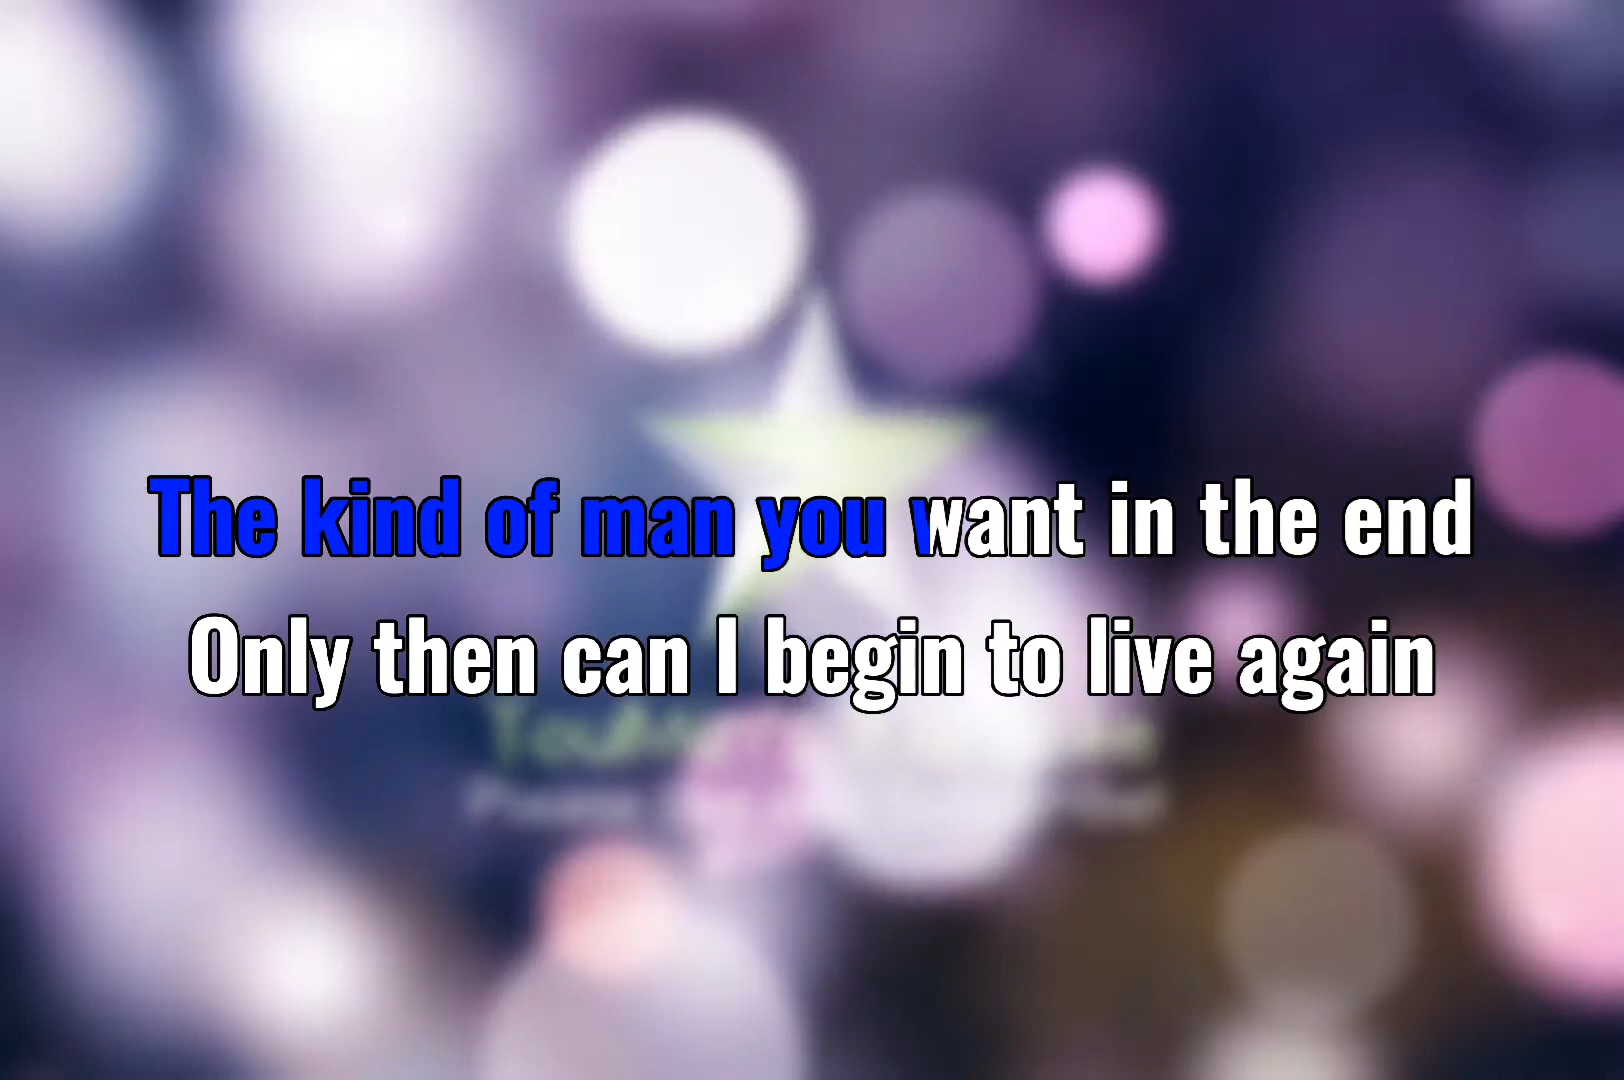 The kind of man you want in the end
Only then can I begin to live again